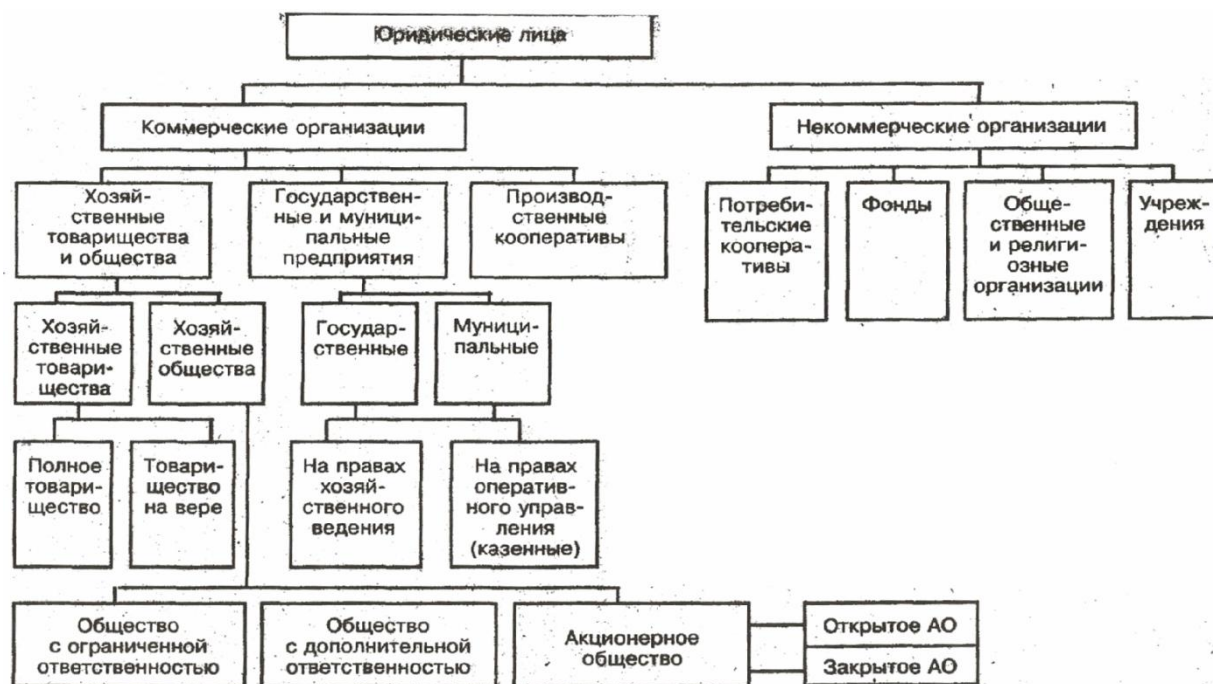 Юридические лица
Коммерческие организации
Некоммерческие организации
Хозяй-
ственные
товарищества
и общества
Государствен-
ные и муници-
пальные
предприятия
Производ-
ственные
кооперативы
Потреби-
тельские
коопера-
тивы
Фонды
Обще-
ственные
и религи-
озные
организации
Учреж-
дения
Хозяй-
ственные
товари-
щества
Хозяй-
ственные
общества
Государ-
ственные
Муници-
пальные
Полное
товари-
щество
Товари-
щество
на вере
На правах
хозяй-
ственного
ведения
На правах
оператив-
ного управ-
ления
(казенные)
Общество
с ограниченной
ответственностью
Общество
с дополнительной
ответственностью
Акционерное
общество
Открытое АО
Закрытое АО